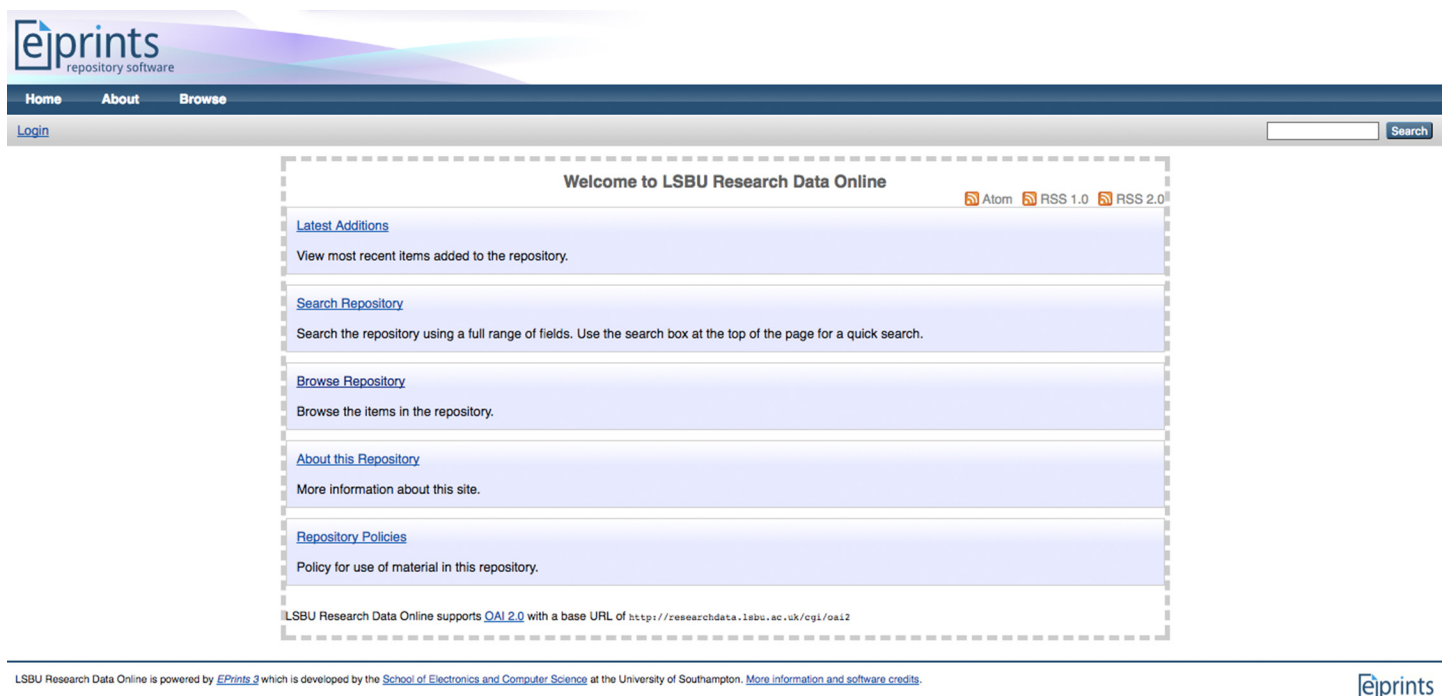 e|prints
repository software
Home About Browse
Login Search
Welcome to LSBU Research Data Online
Atom RSS 1.0 RSS 2.0
Latest Additions
View most recent items added to the repository.
Search Repository
Search the repository using a full range of fields. Use the search box at the top of the page for a quick search.
Browse Repository
Browse the items in the repository.
About this Repository
More information about this site.
Repository Policies
Policy for use of material in this repository.
LSBU Research Data Online supports OAI 2.0 with a base URL of http://researchdata.lsbu.ac.uk/cgi/oai2
LSBU Research Data Online is powered by EPrints 3 which is developed by the School of Electronics and Computer Science at the University of Southampton. More information and software credits.
e|prints